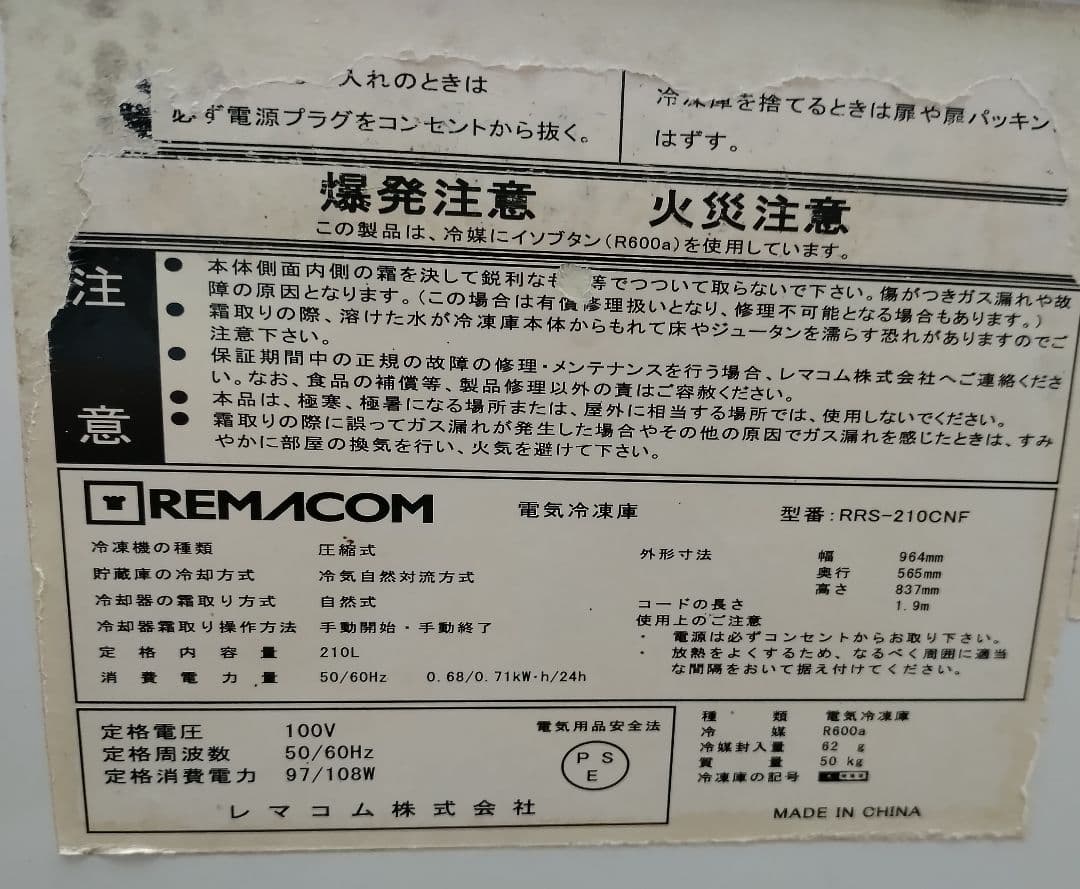 入れのときは
必ず電源プラグをコンセントから抜く。
を捨てるときは扉や扉パッキン
はずす。
爆発注意 火災注意
この製品は、冷媒にイソブタン(R600a)を使用しています。
注意
● 本体側面内側の霜を決して鋭利なも 等でつついて取らないで下さい。傷がつきガス漏れや故
障の原因となります。(この場合は有償修理扱いとなり、修理不可能となる場合もあります。)
● 霜取りの際、溶けた水が冷凍庫本体からもれて床やジュータンを濡らす恐れがありますのでご
注意下さい。
● 保証期間中の正規の故障の修理・メンテナンスを行う場合、レマコム株式会社へご連絡くださ
い。なお、食品の補償等、製品修理以外の責はご容赦ください。
● 本品は、極寒、極暑になる場所または、屋外に相当する場所では、使用しないでください。
● 霜取りの際に誤ってガス漏れが発生した場合やその他の原因でガス漏れを感じたときは、すみ
やかに部屋の換気を行い、火気を避けて下さい。
REMACOM 電気冷凍庫 型番:RRS-210CNF
冷凍機の種類 圧縮式
貯蔵庫の冷却方式 冷気自然対流方式
冷却器の霜取り方式 自然式
冷却器霜取り操作方法 手動開始・手動終了
定格内容量 210L
消費電力量 50/60Hz 0.68/0.71kW・h/24h
外形寸法 幅 964mm
奥行 565mm
高さ 837mm
コードの長さ 1.9m
使用上のご注意
・ 電源は必ずコンセントからお取り下さい。
・ 放熱をよくするため、なるべく周囲に適当
な間隔をおいて据え付けてください。
定格電圧 100V
定格周波数 50/60Hz
定格消費電力 97/108W
電気用品安全法
PSE
レマコム株式会社
種類 電気冷凍庫
冷媒 R600a
冷媒封入量 62 g
質量 50 kg
冷凍庫の記号
MADE IN CHINA